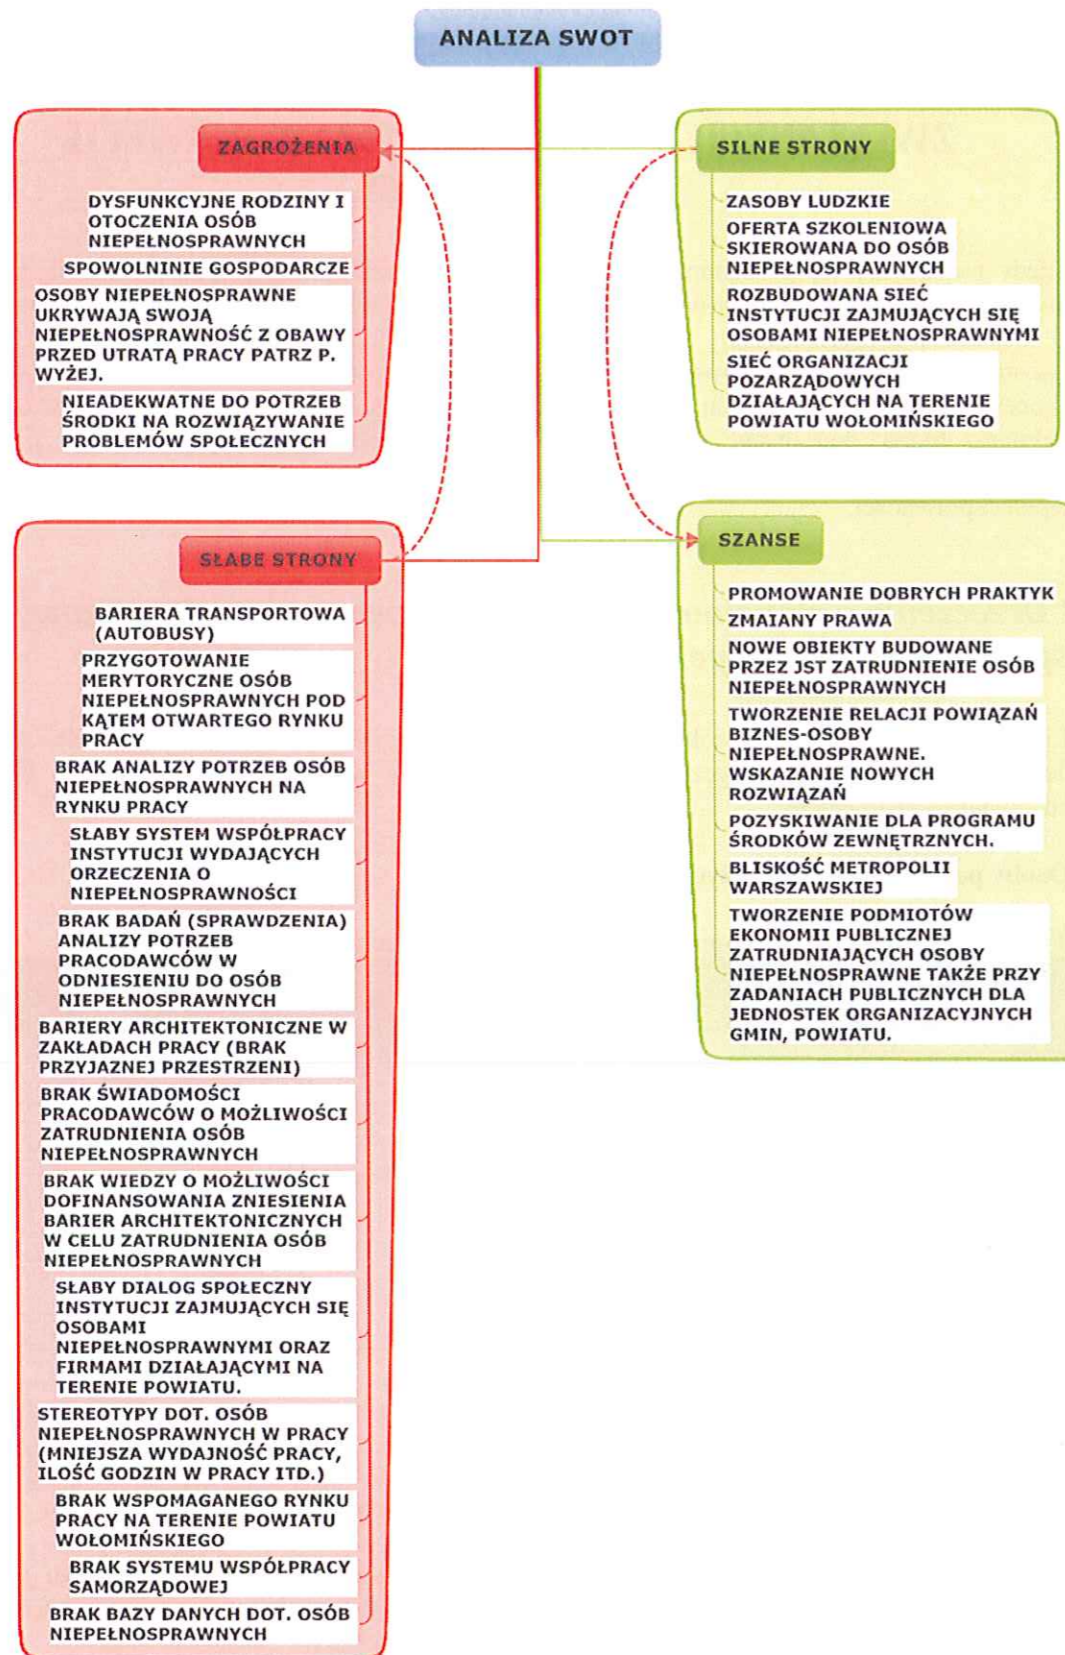 ANALIZA SWOT
ZAGROŻENIA
DYSFUNKCYJNE RODZINY I
OTOCZENIA OSÓB
NIEPEŁNOSPRAWNYCH
SPOWOLNINIE GOSPODARCZE
OSOBY NIEPEŁNOSPRAWNE
UKRYWAJĄ SWOJĄ
NIEPEŁNOSPRAWNOŚĆ Z OBAWY
PRZED UTRATĄ PRACY PATRZ P.
WYŻEJ.
NIEADEKWATNE DO POTRZEB
ŚRODKI NA ROZWIĄZYWANIE
PROBLEMÓW SPOŁECZNYCH
SILNE STRONY
ZASOBY LUDZKIE
OFERTA SZKOLENIOWA
SKIEROWANA DO OSÓB
NIEPEŁNOSPRAWNYCH
ROZBUDOWANA SIEĆ
INSTYTUCJI ZAJMUJĄCYCH SIĘ
OSOBAMI NIEPEŁNOSPRAWNYMI
SIEĆ ORGANIZACJI
POZARZĄDOWYCH
DZIAŁAJĄCYCH NA TERENIE
POWIATU WOŁOMIŃSKIEGO
SŁABE STRONY
BARIERA TRANSPORTOWA
(AUTOBUSY)
PRZYGOTOWANIE
MERYTORYCZNE OSÓB
NIEPEŁNOSPRAWNYCH POD
KĄTEM OTWARTEGO RYNKU
PRACY
BRAK ANALIZY POTRZEB OSÓB
NIEPEŁNOSPRAWNYCH NA
RYNKU PRACY
SŁABY SYSTEM WSPÓŁPRACY
INSTYTUCJI WYDAJĄCYCH
ORZECZENIA O
NIEPEŁNOSPRAWNOŚCI
BRAK BADAŃ (SPRAWDZENIA)
ANALIZY POTRZEB
PRACODAWCÓW W
ODNIESIENIU DO OSÓB
NIEPEŁNOSPRAWNYCH
BARIERY ARCHITEKTONICZNE W
ZAKŁADACH PRACY (BRAK
PRZYJAZNEJ PRZESTRZENI)
BRAK ŚWIADOMOŚCI
PRACODAWCÓW O MOŻLIWOŚCI
ZATRUDNIENIA OSÓB
NIEPEŁNOSPRAWNYCH
BRAK WIEDZY O MOŻLIWOŚCI
DOFINANSOWANIA ZNIESIENIA
BARIER ARCHITEKTONICZNYCH
W CELU ZATRUDNIENIA OSÓB
NIEPEŁNOSPRAWNYCH
SŁABY DIALOG SPOŁECZNY
INSTYTUCJI ZAJMUJĄCYCH SIĘ
OSOBAMI
NIEPEŁNOSPRAWNYMI ORAZ
FIRMAMI DZIAŁAJĄCYMI NA
TERENIE POWIATU.
STEREOTYPY DOT. OSÓB
NIEPEŁNOSPRAWNYCH W PRACY
(MNIEJSZA WYDAJNOŚĆ PRACY,
ILOŚĆ GODZIN W PRACY ITD.)
BRAK WSPOMAGANEGO RYNKU
PRACY NA TERENIE POWIATU
WOŁOMIŃSKIEGO
BRAK SYSTEMU WSPÓŁPRACY
SAMORZĄDOWEJ
BRAK BAZY DANYCH DOT. OSÓB
NIEPEŁNOSPRAWNYCH
SZANSE
PROMOWANIE DOBRYCH PRAKTYK
ZMAIANY PRAWA
NOWE OBIEKTY BUDOWANE
PRZEZ JST ZATRUDNIENIE OSÓB
NIEPEŁNOSPRAWNYCH
TWORZENIE RELACJI POWIĄZAŃ
BIZNES-OSOBY
NIEPEŁNOSPRAWNE.
WSKAZANIE NOWYCH
ROZWIĄZAŃ
POZYSKIWANIE DLA PROGRAMU
ŚRODKÓW ZEWNĘTRZNYCH.
BLISKOŚĆ METROPOLII
WARSZAWSKIEJ
TWORZENIE PODMIOTÓW
EKONOMII PUBLICZNEJ
ZATRUDNIAJĄCYCH OSOBY
NIEPEŁNOSPRAWNE TAKŻE PRZY
ZADANIACH PUBLICZNYCH DLA
JEDNOSTEK ORGANIZACYJNYCH
GMIN, POWIATU.